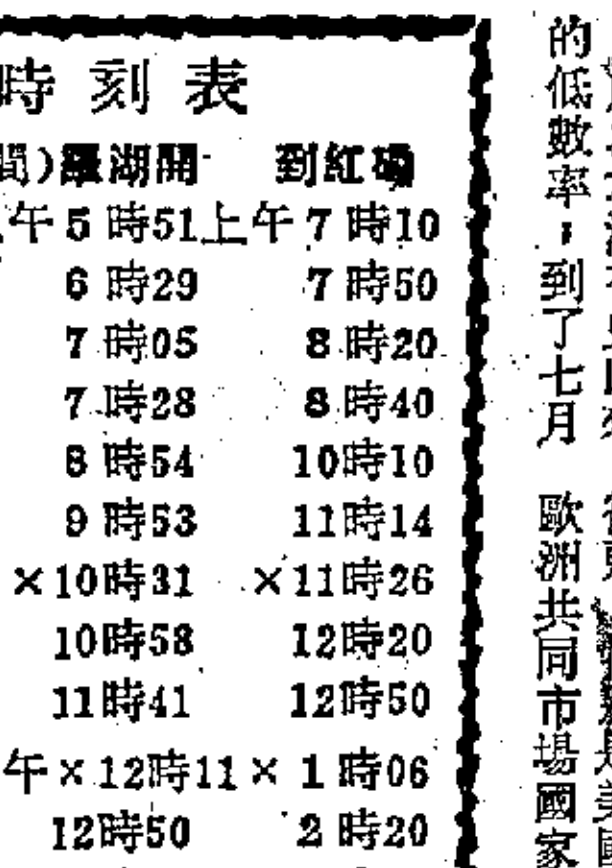 時刻表
間)羅湖開 到紅磡
午5時51上午7時10
6時29 7時50
7時05 8時20
7時28 8時40
8時54 10時10
9時53 11時14
×10時31 ×11時26
10時58 12時20
11時41 12時50
午×12時11× 1時06
12時50 2時20
的低數率，到了七月
歐洲共同市場國家